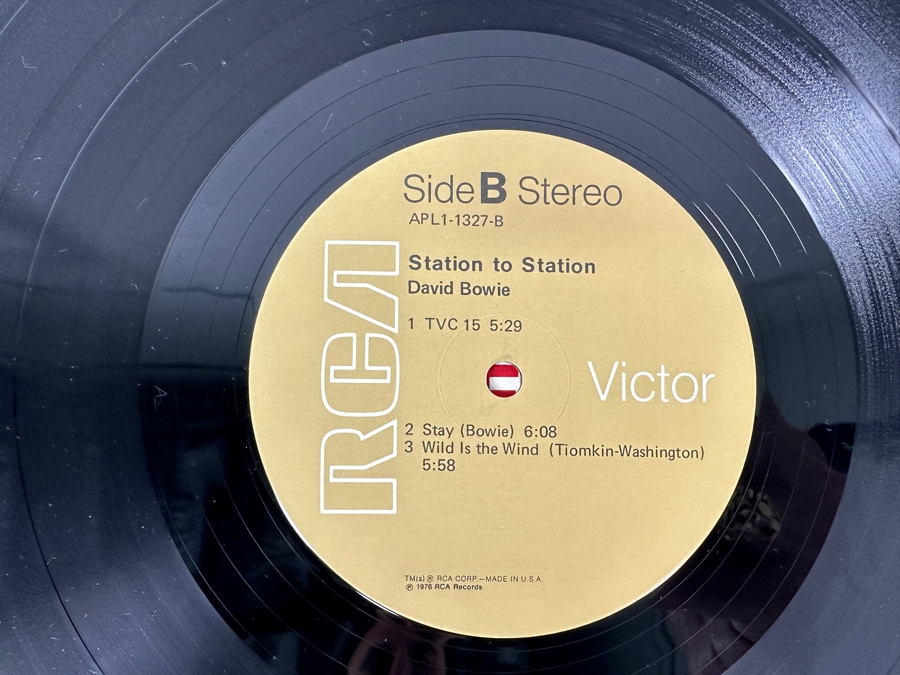 Side B Stereo
APL1-1327-B
Station to Station
David Bowie
1 TVC 15 5:29
RCA
Victor
2 Stay (Bowie) 6:08
3 Wild Is the Wind (Tiomkin-Washington)
5:58
TM(s) ® RCA CORP.—MADE IN U.S.A.
℗ 1976 RCA Records